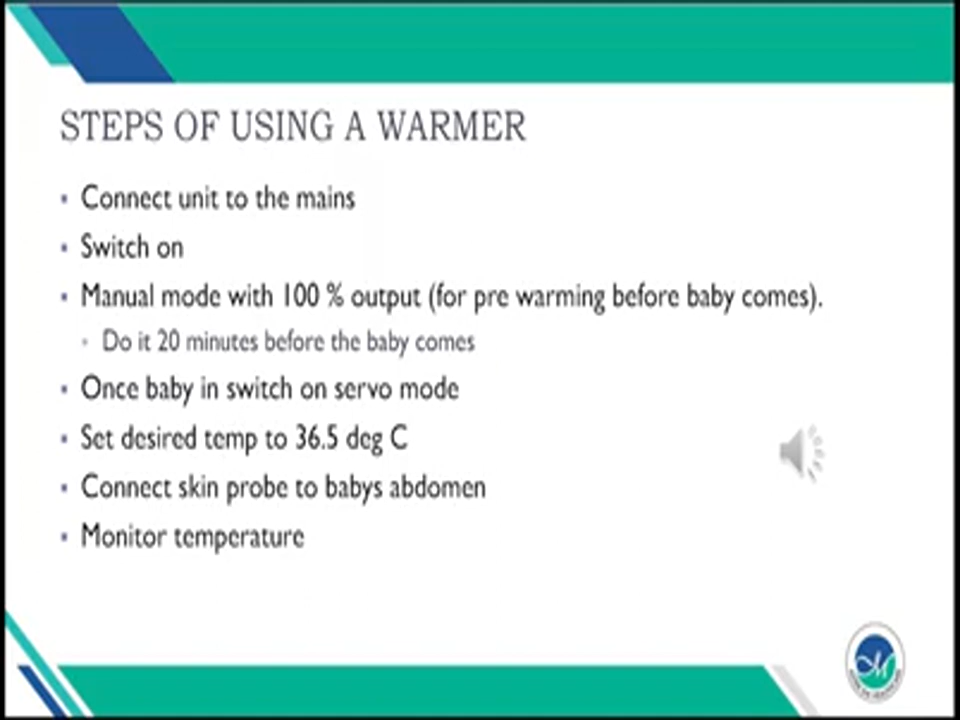 STEPS OF USING A WARMER
▪ Connect unit to the mains
▪ Switch on
▪ Manual mode with 100 % output (for pre warming before baby comes).
▪ Do it 20 minutes before the baby comes
▪ Once baby in switch on servo mode
▪ Set desired temp to 36.5 deg C
▪ Connect skin probe to babys abdomen
▪ Monitor temperature